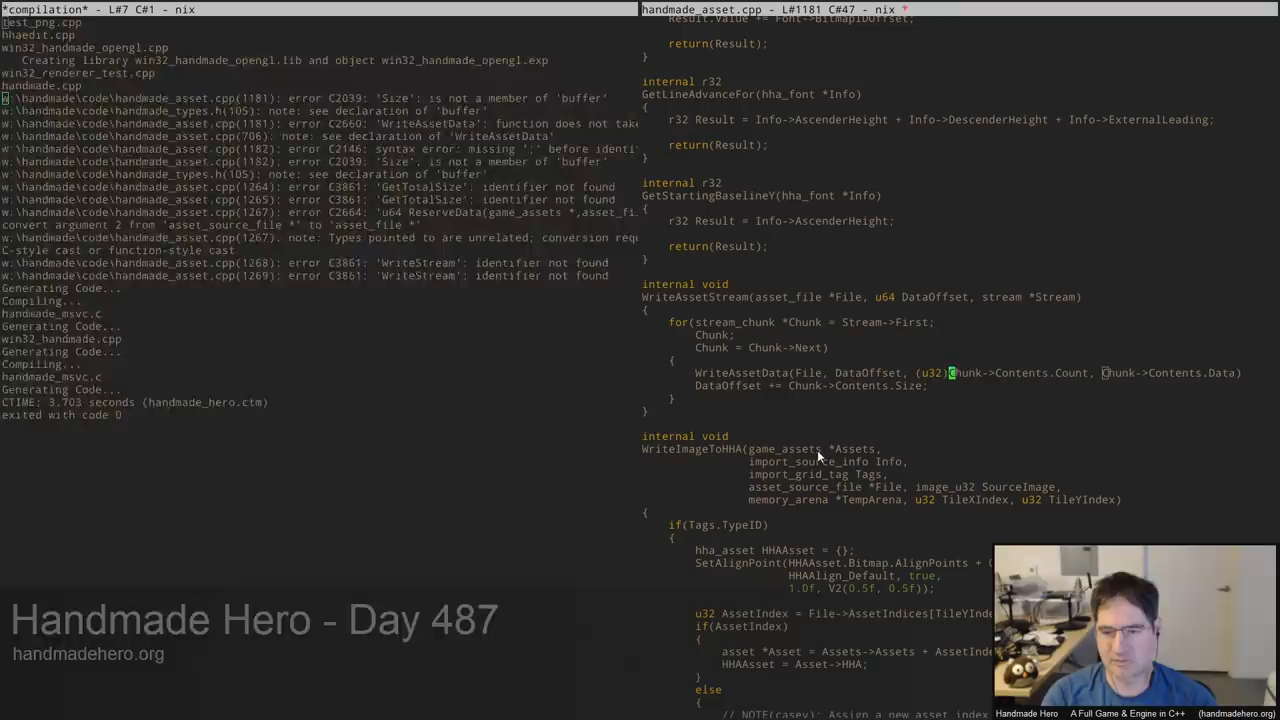 *compilation* - L#7 C#1 - nix
test_png.cpp
hhaedit.cpp
win32_handmade_opengl.cpp
Creating library win32_handmade_opengl.lib and object win32_handmade_opengl.exp
win32_renderer_test.cpp
handmade.cpp
w:\handmade\code\handmade_asset.cpp(1181): error C2039: 'Size': is not a member of 'buffer'
w:\handmade\code\handmade_types.h(105): note: see declaration of 'buffer'
w:\handmade\code\handmade_asset.cpp(1181): error C2660: 'WriteAssetData': function does not take
w:\handmade\code\handmade_asset.cpp(706): note: see declaration of 'WriteAssetData'
w:\handmade\code\handmade_asset.cpp(1182): error C2146: syntax error: missing ';' before identi
w:\handmade\code\handmade_asset.cpp(1182): error C2039: 'Size': is not a member of 'buffer'
w:\handmade\code\handmade_types.h(105): note: see declaration of 'buffer'
w:\handmade\code\handmade_asset.cpp(1264): error C3861: 'GetTotalSize': identifier not found
w:\handmade\code\handmade_asset.cpp(1265): error C3861: 'GetTotalSize': identifier not found
w:\handmade\code\handmade_asset.cpp(1267): error C2664: 'u64 ReserveData(game_assets *,asset_fi
convert argument 2 from 'asset_source_file *' to 'asset_file *'
w:\handmade\code\handmade_asset.cpp(1267): note: Types pointed to are unrelated; conversion requ
C-style cast or function-style cast
w:\handmade\code\handmade_asset.cpp(1268): error C3861: 'WriteStream': identifier not found
w:\handmade\code\handmade_asset.cpp(1269): error C3861: 'WriteStream': identifier not found
Generating Code...
Compiling...
handmade_msvc.c
Generating Code...
win32_handmade.cpp
Generating Code...
Compiling...
handmade_msvc.c
Generating Code...
CTIME: 3.703 seconds (handmade_hero.ctm)
exited with code 0
Handmade Hero - Day 487
handmadehero.org
handmade_asset.cpp - L#1181 C#47 - nix *
Result.Value += Font->BitmapIDOffset;
return(Result);
}
internal r32
GetLineAdvanceFor(hha_font *Info)
{
r32 Result = Info->AscenderHeight + Info->DescenderHeight + Info->ExternalLeading;
return(Result);
}
internal r32
GetStartingBaselineY(hha_font *Info)
{
r32 Result = Info->AscenderHeight;
return(Result);
}
internal void
WriteAssetStream(asset_file *File, u64 DataOffset, stream *Stream)
{
for(stream_chunk *Chunk = Stream->First;
Chunk;
Chunk = Chunk->Next)
{
WriteAssetData(File, DataOffset, (u32)Chunk->Contents.Count, Chunk->Contents.Data)
DataOffset += Chunk->Contents.Size;
}
}
internal void
WriteImageToHHA(game_assets *Assets,
import_source_info Info,
import_grid_tag Tags,
asset_source_file *File, image_u32 SourceImage,
memory_arena *TempArena, u32 TileXIndex, u32 TileYIndex)
{
if(Tags.TypeID)
{
hha_asset HHAAsset = {};
SetAlignPoint(HHAAsset.Bitmap.AlignPoints + 0
HHAAlign_Default, true,
1.0f, V2(0.5f, 0.5f));
u32 AssetIndex = File->AssetIndices[TileY
if(AssetIndex)
{
asset *Asset = Assets->Assets + AssetInde
HHAAsset = Asset->HHA;
}
else
{
// NOTE(casey): Assign a new asset index
Handmade Hero A Full Game & Engine in C++ (handmadehero.org)